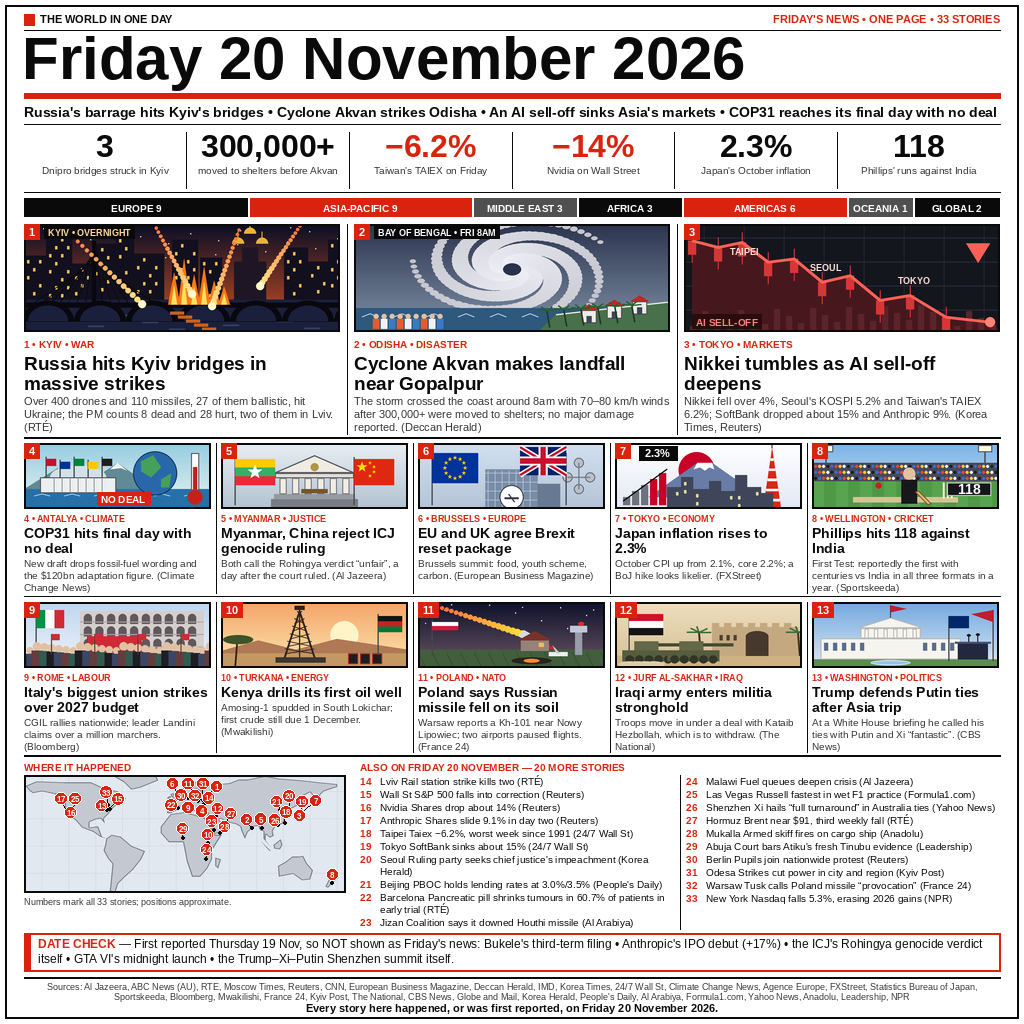 THE WORLD IN ONE DAY
FRIDAY'S NEWS • ONE PAGE • 33 STORIES
Friday 20 November 2026
Russia's barrage hits Kyiv's bridges • Cyclone Akvan strikes Odisha • An AI sell-off sinks Asia's markets • COP31 reaches its final day with no deal
3
Dnipro bridges struck in Kyiv
300,000+
moved to shelters before Akvan
−6.2%
Taiwan's TAIEX on Friday
−14%
Nvidia on Wall Street
2.3%
Japan's October inflation
118
Phillips' runs against India
EUROPE 9
ASIA-PACIFIC 9
MIDDLE EAST 3
AFRICA 3
AMERICAS 6
OCEANIA 1
GLOBAL 2
1
KYIV • OVERNIGHT
1 • KYIV • WAR
Russia hits Kyiv bridges in
massive strikes
Over 400 drones and 110 missiles, 27 of them ballistic, hit
Ukraine; the PM counts 8 dead and 28 hurt, two of them in Lviv.
(RTÉ)
2
BAY OF BENGAL • FRI 8AM
2 • ODISHA • DISASTER
Cyclone Akvan makes landfall
near Gopalpur
The storm crossed the coast around 8am with 70–80 km/h winds
after 300,000+ were moved to shelters; no major damage
reported. (Deccan Herald)
3
TAIPEI
SEOUL
TOKYO
AI SELL-OFF
3 • TOKYO • MARKETS
Nikkei tumbles as AI sell-off
deepens
Nikkei fell over 4%, Seoul's KOSPI 5.2% and Taiwan's TAIEX
6.2%; SoftBank dropped about 15% and Anthropic 9%. (Korea
Times, Reuters)
4
NO DEAL
4 • ANTALYA • CLIMATE
COP31 hits final day with
no deal
New draft drops fossil-fuel wording and
the $120bn adaptation figure. (Climate
Change News)
5
5 • MYANMAR • JUSTICE
Myanmar, China reject ICJ
genocide ruling
Both call the Rohingya verdict “unfair”, a
day after the court ruled. (Al Jazeera)
6
6 • BRUSSELS • EUROPE
EU and UK agree Brexit
reset package
Brussels summit: food, youth scheme,
carbon. (European Business Magazine)
7
2.3%
7 • TOKYO • ECONOMY
Japan inflation rises to
2.3%
October CPI up from 2.1%, core 2.2%; a
BoJ hike looks likelier. (FXStreet)
8
118
8 • WELLINGTON • CRICKET
Phillips hits 118 against
India
First Test: reportedly the first with
centuries vs India in all three formats in a
year. (Sportskeeda)
9
9 • ROME • LABOUR
Italy's biggest union strikes
over 2027 budget
CGIL rallies nationwide; leader Landini
claims over a million marchers.
(Bloomberg)
10
10 • TURKANA • ENERGY
Kenya drills its first oil well
Amosing-1 spudded in South Lokichar;
first crude still due 1 December.
(Mwakilishi)
11
11 • POLAND • NATO
Poland says Russian
missile fell on its soil
Warsaw reports a Kh-101 near Nowy
Lipowiec; two airports paused flights.
(France 24)
12
12 • JURF AL-SAKHAR • IRAQ
Iraqi army enters militia
stronghold
Troops move in under a deal with Kataib
Hezbollah, which is to withdraw. (The
National)
13
13 • WASHINGTON • POLITICS
Trump defends Putin ties
after Asia trip
At a White House briefing he called his
ties with Putin and Xi “fantastic”. (CBS
News)
WHERE IT HAPPENED
Numbers mark all 33 stories; positions approximate.
ALSO ON FRIDAY 20 NOVEMBER — 20 MORE STORIES
14 Lviv Rail station strike kills two (RTÉ)
15 Wall St S&P 500 falls into correction (Reuters)
16 Nvidia Shares drop about 14% (Reuters)
17 Anthropic Shares slide 9.1% in day two (Reuters)
18 Taipei Taiex −6.2%, worst week since 1991 (24/7 Wall St)
19 Tokyo SoftBank sinks about 15% (24/7 Wall St)
20 Seoul Ruling party seeks chief justice's impeachment (Korea
Herald)
21 Beijing PBOC holds lending rates at 3.0%/3.5% (People's Daily)
22 Barcelona Pancreatic pill shrinks tumours in 60.7% of patients in
early trial (RTÉ)
23 Jizan Coalition says it downed Houthi missile (Al Arabiya)
24 Malawi Fuel queues deepen crisis (Al Jazeera)
25 Las Vegas Russell fastest in wet F1 practice (Formula1.com)
26 Shenzhen Xi hails “full turnaround” in Australia ties (Yahoo News)
27 Hormuz Brent near $91, third weekly fall (RTÉ)
28 Mukalla Armed skiff fires on cargo ship (Anadolu)
29 Abuja Court bars Atiku's fresh Tinubu evidence (Leadership)
30 Berlin Pupils join nationwide protest (Reuters)
31 Odesa Strikes cut power in city and region (Kyiv Post)
32 Warsaw Tusk calls Poland missile “provocation” (France 24)
33 New York Nasdaq falls 5.3%, erasing 2026 gains (NPR)
DATE CHECK — First reported Thursday 19 Nov, so NOT shown as Friday's news: Bukele's third-term filing • Anthropic's IPO debut (+17%) • the ICJ's Rohingya genocide verdict
itself • GTA VI's midnight launch • the Trump–Xi–Putin Shenzhen summit itself.
Sources: Al Jazeera, ABC News (AU), RTE, Moscow Times, Reuters, CNN, European Business Magazine, Deccan Herald, IMD, Korea Times, 24/7 Wall St, Climate Change News, Agence Europe, FXStreet, Statistics Bureau of Japan,
Sportskeeda, Bloomberg, Mwakilishi, France 24, Kyiv Post, The National, CBS News, Globe and Mail, Korea Herald, People's Daily, Al Arabiya, Formula1.com, Yahoo News, Anadolu, Leadership, NPR
Every story here happened, or was first reported, on Friday 20 November 2026.